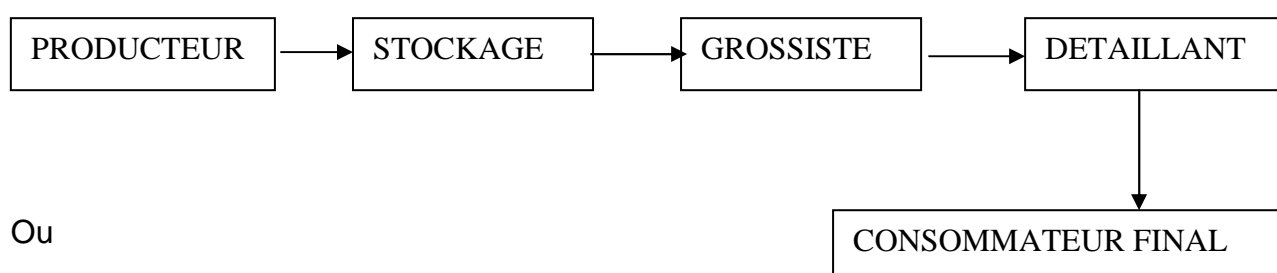 PRODUCTEUR STOCKAGE GROSSISTE DETAILLANT
Ou CONSOMMATEUR FINAL